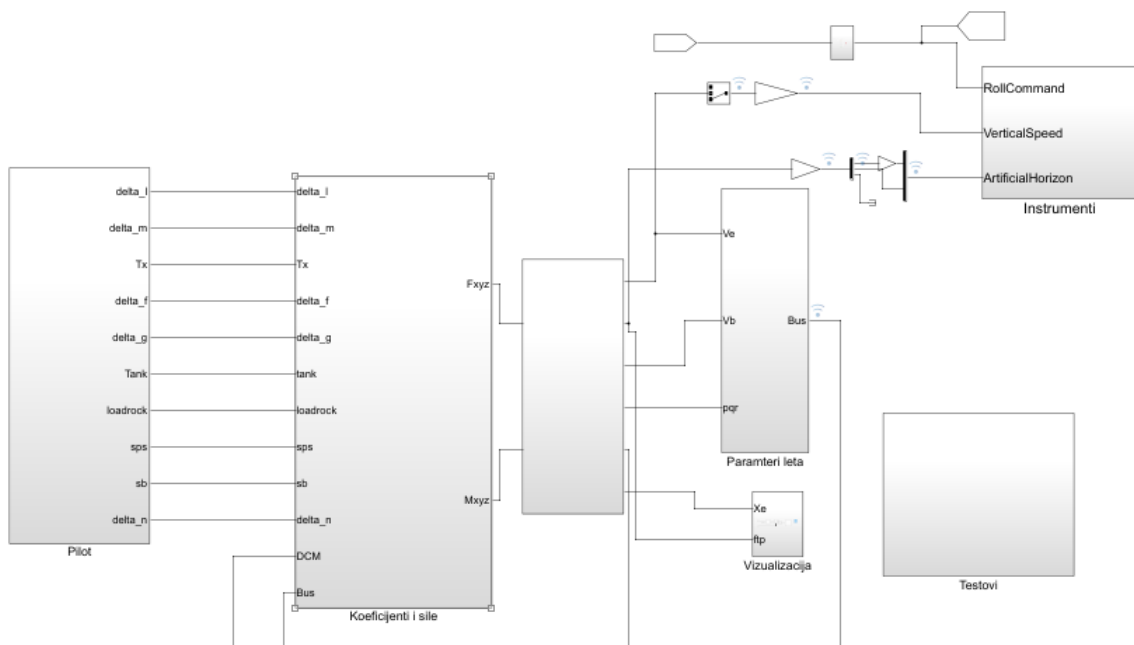 RollCommand
VerticalSpeed
ArtificialHorizon
Instrumenti
delta_l
delta_m
Tx
delta_f
delta_g
Tank
loadrock
sps
sb
delta_n
Pilot
delta_l
delta_m
Tx
delta_f
delta_g
tank
loadrock
sps
sb
delta_n
DCM
Bus
Fxyz
Mxyz
Koeficijenti i sile
Ve
Vb
pqr
Bus
Paramteri leta
Xe
ftp
Vizualizacija
Testovi